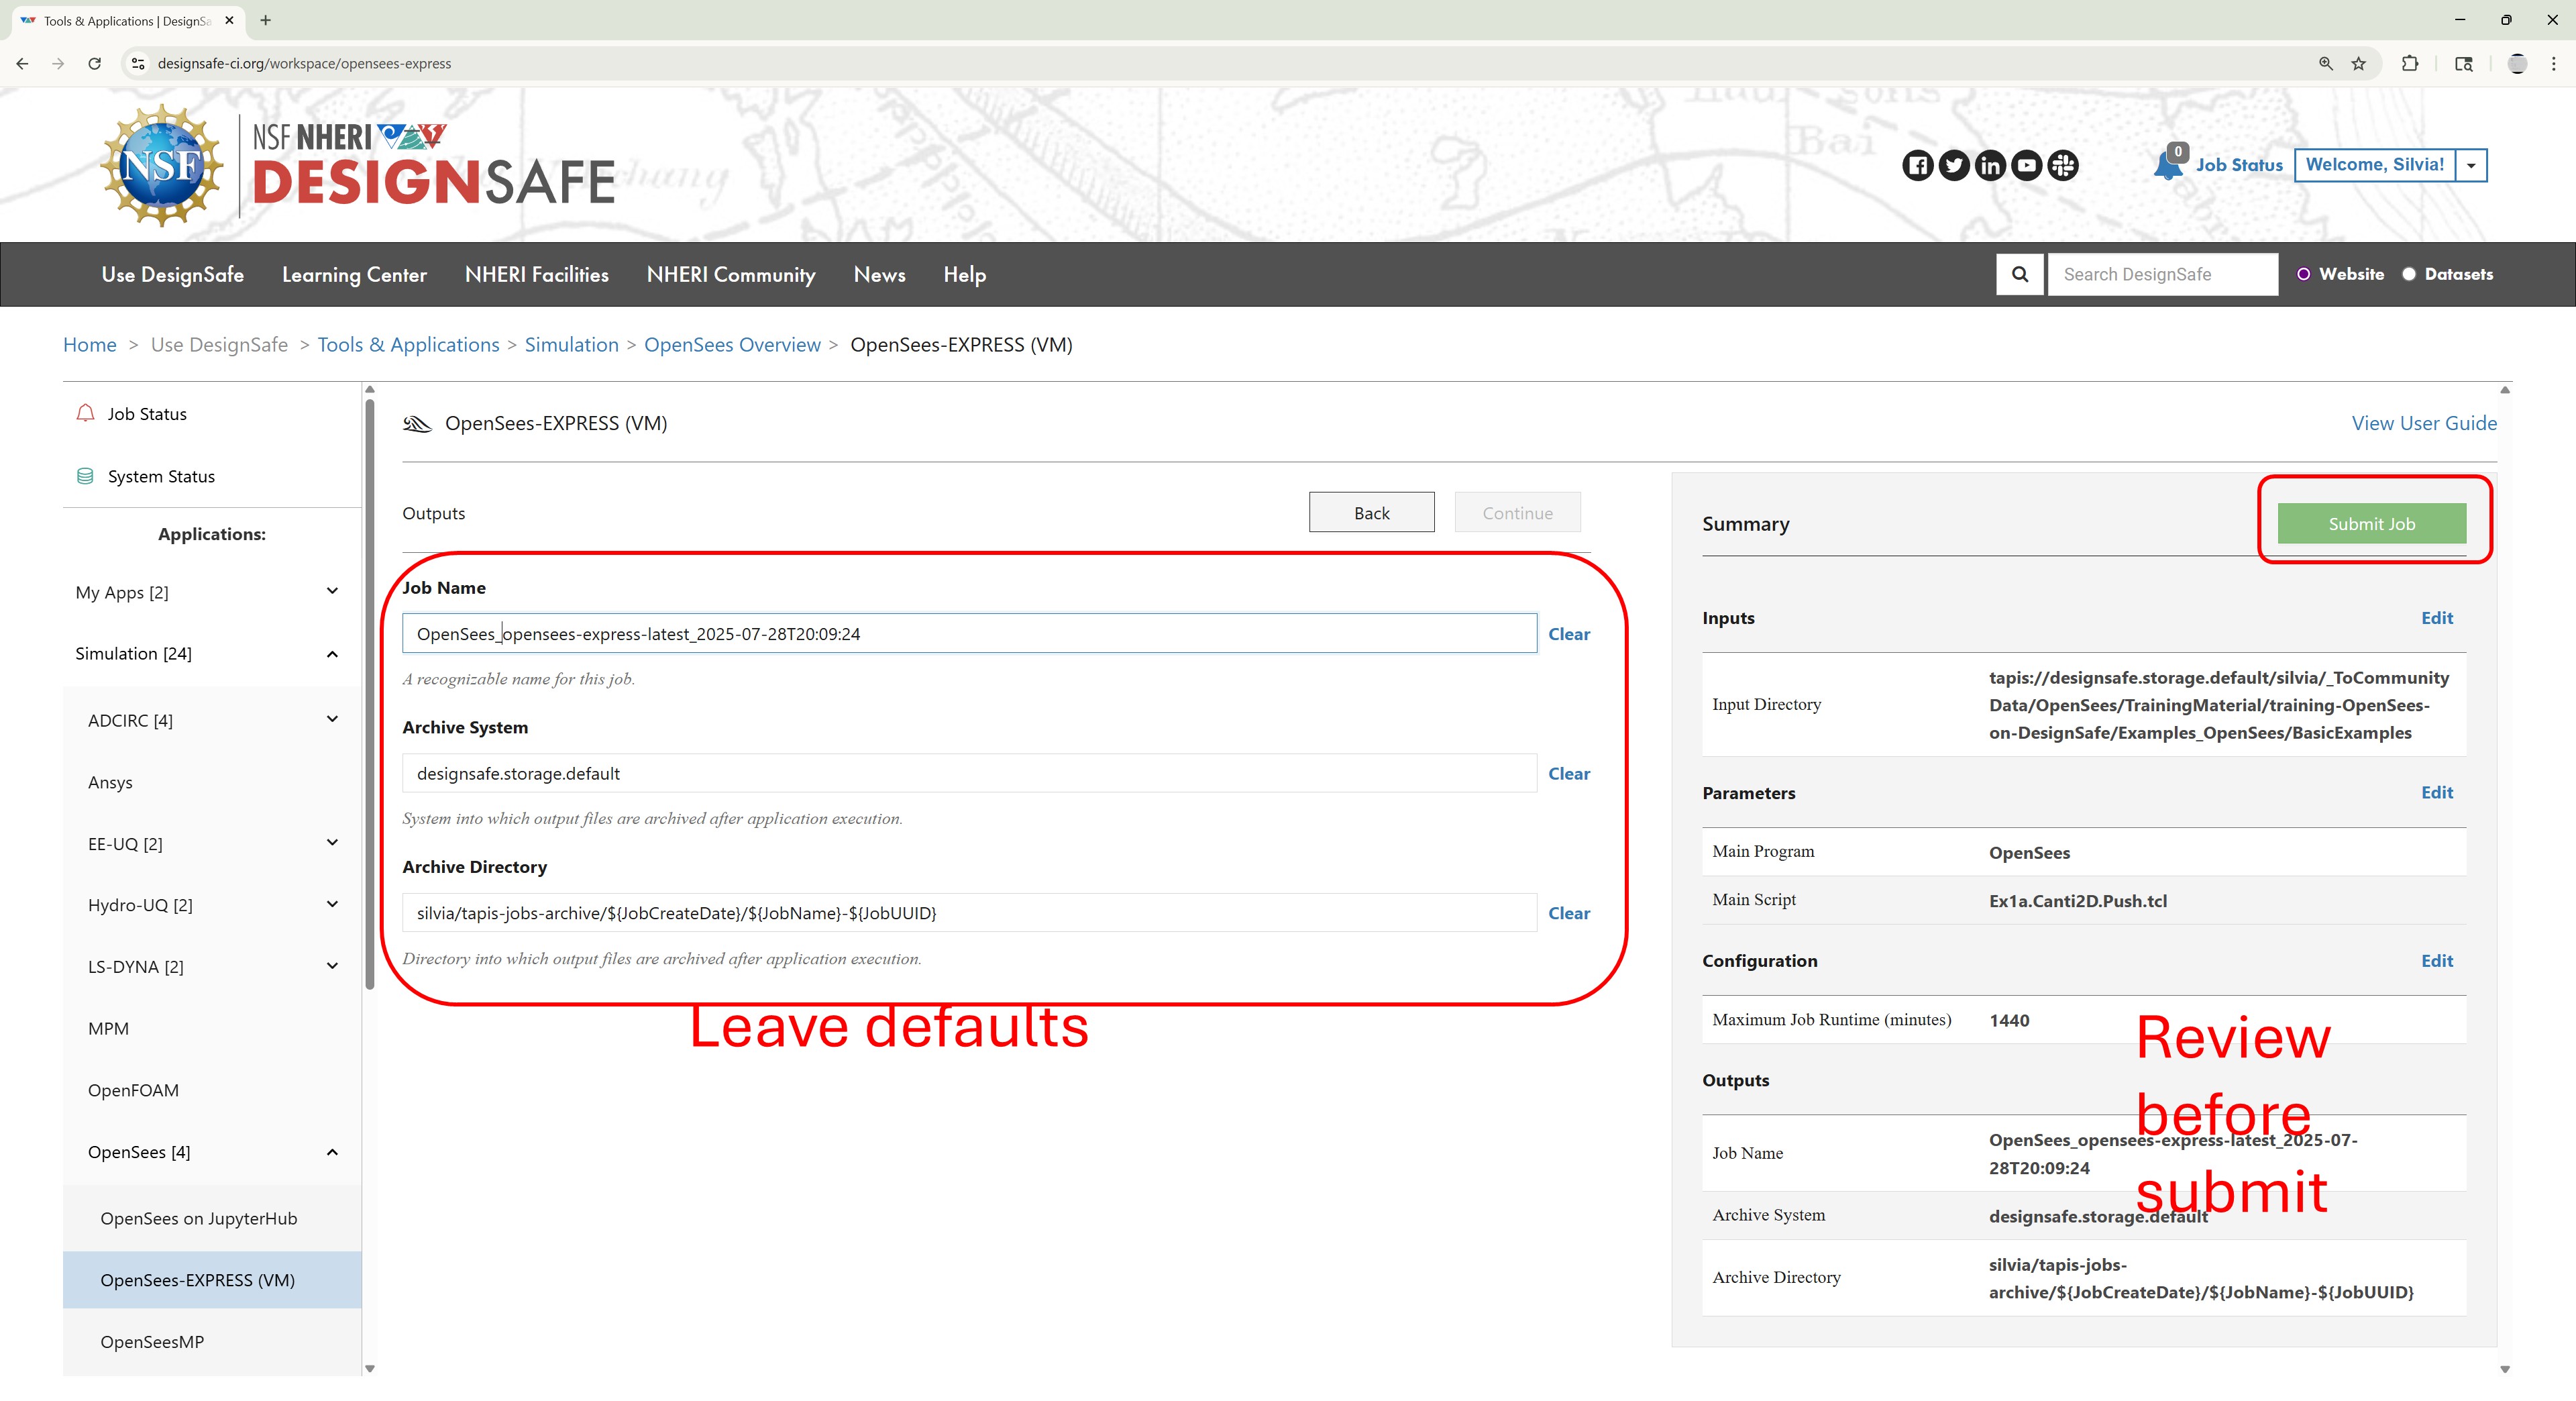 Tools & Applications | DesignSa
designsafe-ci.org/workspace/opensees-express
NSF
NSF NHERI
DESIGNSAFE
0
Job Status
Welcome, Silvia!
Use DesignSafe
Learning Center
NHERI Facilities
NHERI Community
News
Help
Search DesignSafe
Website
Datasets
Home > Use DesignSafe > Tools & Applications > Simulation > OpenSees Overview > OpenSees-EXPRESS (VM)
Job Status
System Status
Applications:
My Apps [2]
Simulation [24]
ADCIRC [4]
Ansys
EE-UQ [2]
Hydro-UQ [2]
LS-DYNA [2]
MPM
OpenFOAM
OpenSees [4]
OpenSees on JupyterHub
OpenSees-EXPRESS (VM)
OpenSeesMP
OpenSees-EXPRESS (VM)
View User Guide
Outputs
Back
Continue
Job Name
OpenSees_opensees-express-latest_2025-07-28T20:09:24
Clear
A recognizable name for this job.
Archive System
designsafe.storage.default
Clear
System into which output files are archived after application execution.
Archive Directory
silvia/tapis-jobs-archive/${JobCreateDate}/${JobName}-${JobUUID}
Clear
Directory into which output files are archived after application execution.
Leave defaults
Summary
Submit Job
Inputs
Edit
Input Directory
tapis://designsafe.storage.default/silvia/_ToCommunity
Data/OpenSees/TrainingMaterial/training-OpenSees-
on-DesignSafe/Examples_OpenSees/BasicExamples
Parameters
Edit
Main Program
OpenSees
Main Script
Ex1a.Canti2D.Push.tcl
Configuration
Edit
Maximum Job Runtime (minutes)
1440
Outputs
Job Name
OpenSees_opensees-express-latest_2025-07-
28T20:09:24
Archive System
designsafe.storage.default
Archive Directory
silvia/tapis-jobs-
archive/${JobCreateDate}/${JobName}-${JobUUID}
Review
before
submit